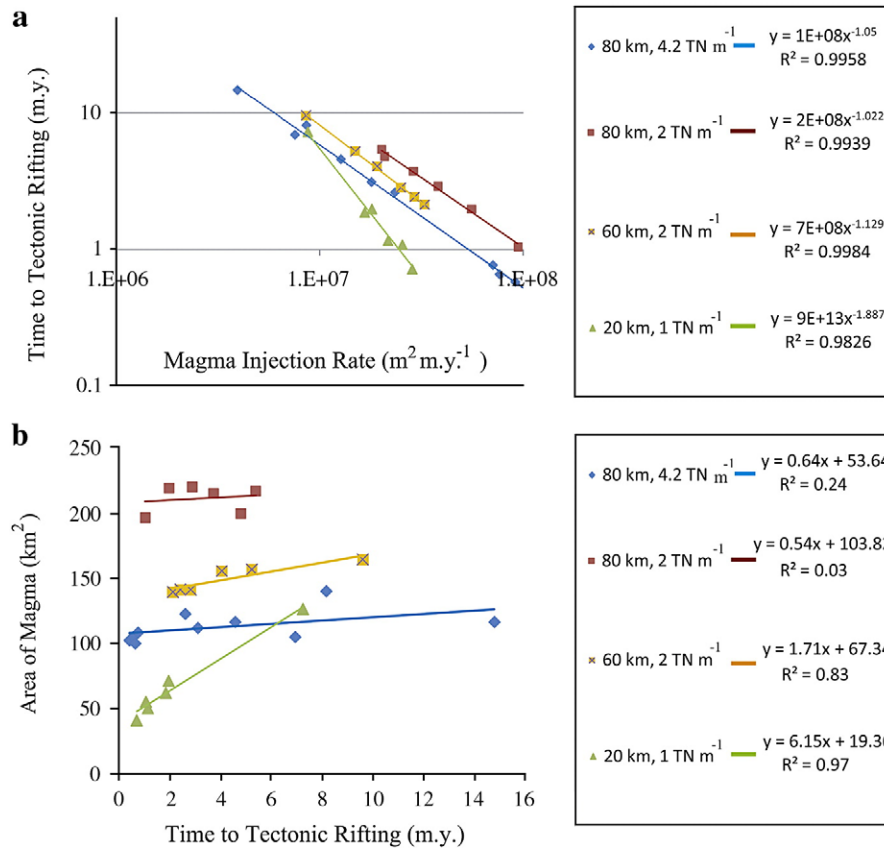 a
Time to Tectonic Rifting (m.y.)
10
1
0.1
1.E+06
1.E+07
1.E+08
Magma Injection Rate (m² m.y.⁻¹)
80 km, 4.2 TN m⁻¹
y = 1E+08x^-1.05
R² = 0.9958
80 km, 2 TN m⁻¹
y = 2E+08x^-1.022
R² = 0.9939
60 km, 2 TN m⁻¹
y = 7E+08x^-1.129
R² = 0.9984
20 km, 1 TN m⁻¹
y = 9E+13x^-1.887
R² = 0.9826
b
Area of Magma (km²)
250
200
150
100
50
0
0 2 4 6 8 10 12 14 16
Time to Tectonic Rifting (m.y.)
80 km, 4.2 TN m⁻¹
y = 0.64x + 53.64
R² = 0.24
80 km, 2 TN m⁻¹
y = 0.54x + 103.8
R² = 0.03
60 km, 2 TN m⁻¹
y = 1.71x + 67.34
R² = 0.83
20 km, 1 TN m⁻¹
y = 6.15x + 19.3
R² = 0.97